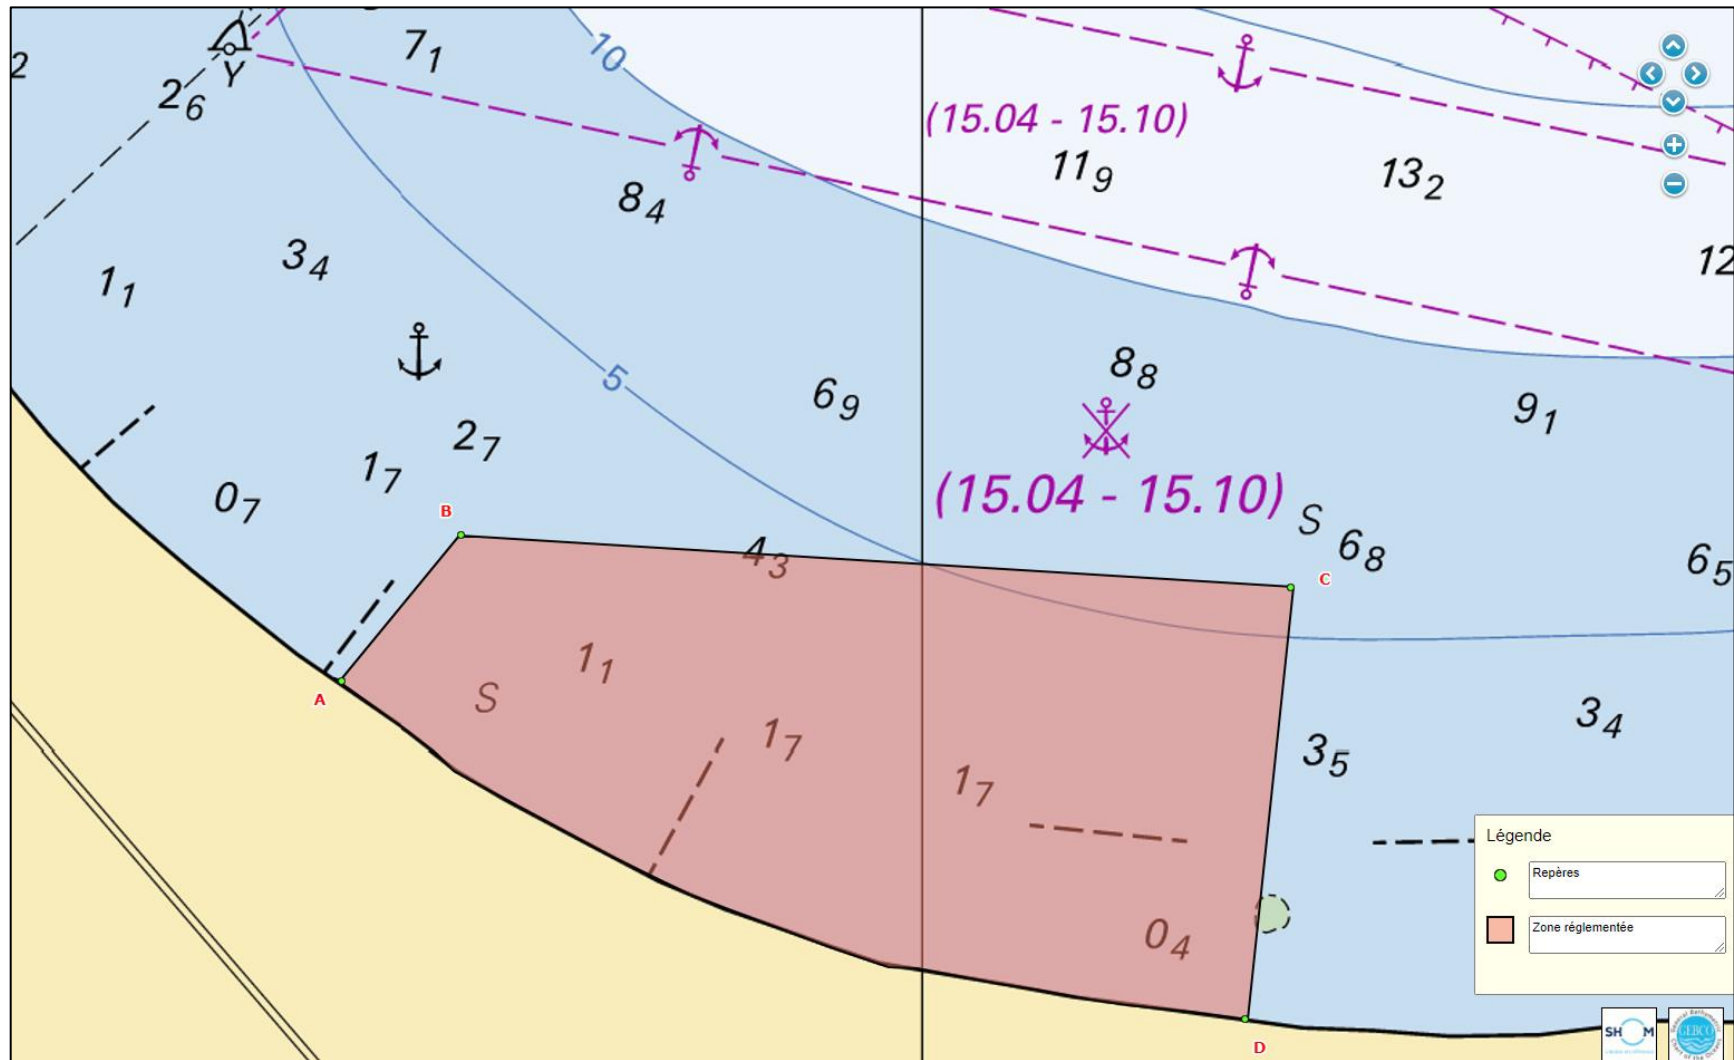 7₁
10
2
2₆
Y
(15.04 - 15.10)
11₉
13₂
8₄
3₄
1₁
12
5
8₈
6₉
9₁
2₇
1₇
0₇
(15.04 - 15.10)
B
S
6₈
6₅
4₃
C
1₁
A
S
1₇
3₄
3₅
1₇
Légende
Repères
Zone réglementée
0₄
D
SHOM
GEBCO